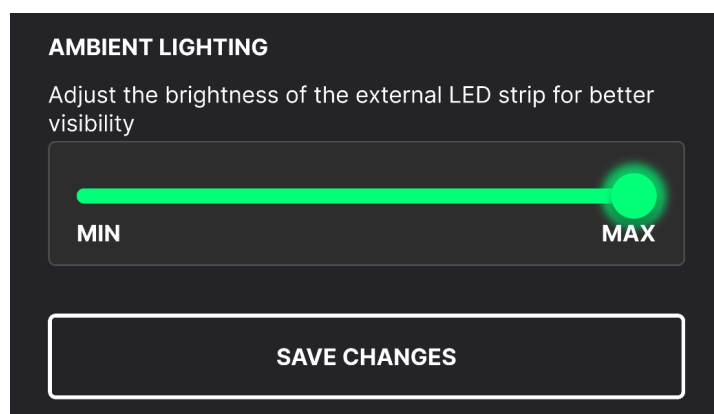 AMBIENT LIGHTING
Adjust the brightness of the external LED strip for better
visibility
MIN
MAX
SAVE CHANGES